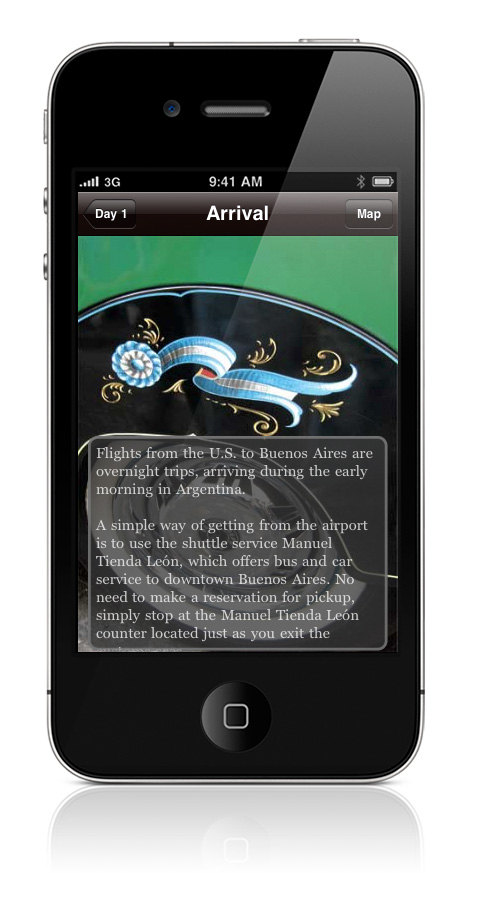 3G 9:41 AM
Day 1 Arrival Map
Flights from the U.S. to Buenos Aires are
overnight trips, arriving during the early
morning in Argentina.
A simple way of getting from the airport
is to use the shuttle service Manuel
Tienda León, which offers bus and car
service to downtown Buenos Aires. No
need to make a reservation for pickup,
simply stop at the Manuel Tienda León
counter located just as you exit the